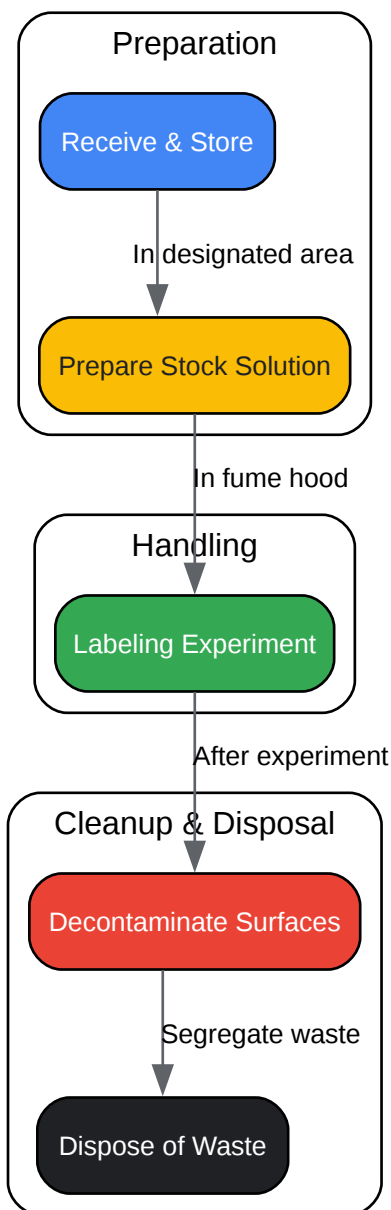 Preparation
Receive & Store
In designated area
Prepare Stock Solution
In fume hood
Handling
Labeling Experiment
After experiment
Cleanup & Disposal
Decontaminate Surfaces
Segregate waste
Dispose of Waste